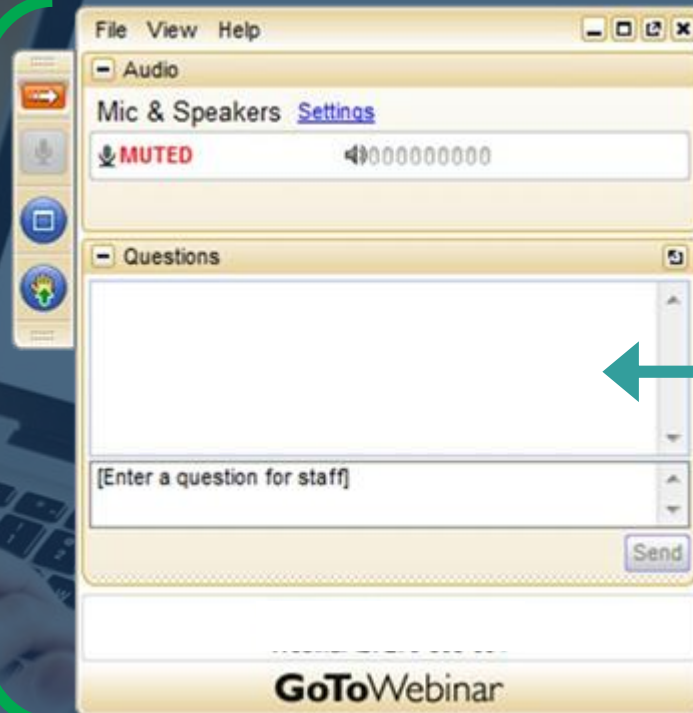 File View Help
Audio
Mic & Speakers Settings
MUTED
Questions
[Enter a question for staff]
Send
GoToWebinar